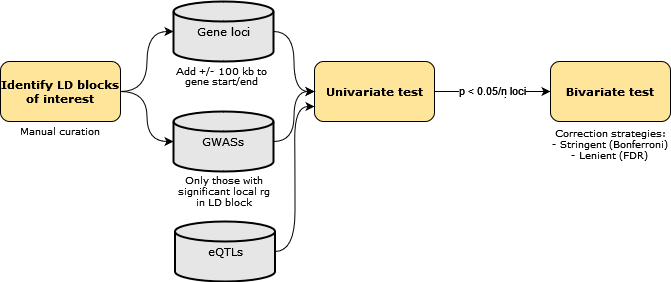 Identify LD blocks
of interest
Manual curation
Gene loci
Add +/- 100 kb to
gene start/end
GWASs
Only those with
significant local rg
in LD block
eQTLs
Univariate test
p < 0.05/n loci
Bivariate test
Correction strategies:
- Stringent (Bonferroni)
- Lenient (FDR)